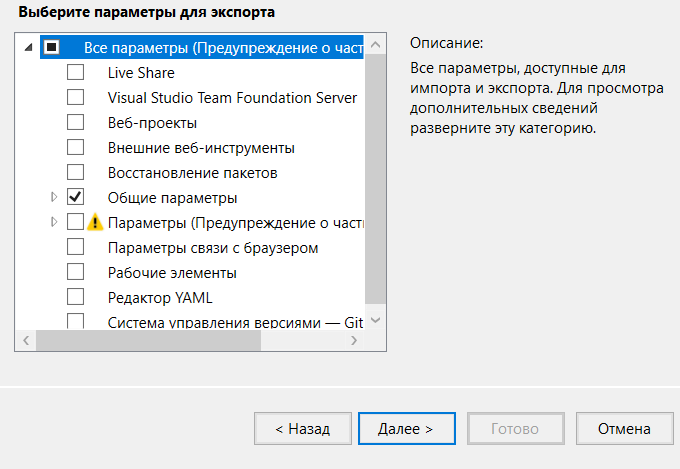 Выберите параметры для экспорта
Все параметры (Предупреждение о част
Live Share
Visual Studio Team Foundation Server
Веб-проекты
Внешние веб-инструменты
Восстановление пакетов
Общие параметры
Параметры (Предупреждение о часті
Параметры связи с браузером
Рабочие элементы
Редактор YAML
Система управления версиями — Git
Описание:
Все параметры, доступные для
импорта и экспорта. Для просмотра
дополнительных сведений
разверните эту категорию.
< Назад
Далее >
Готово
Отмена